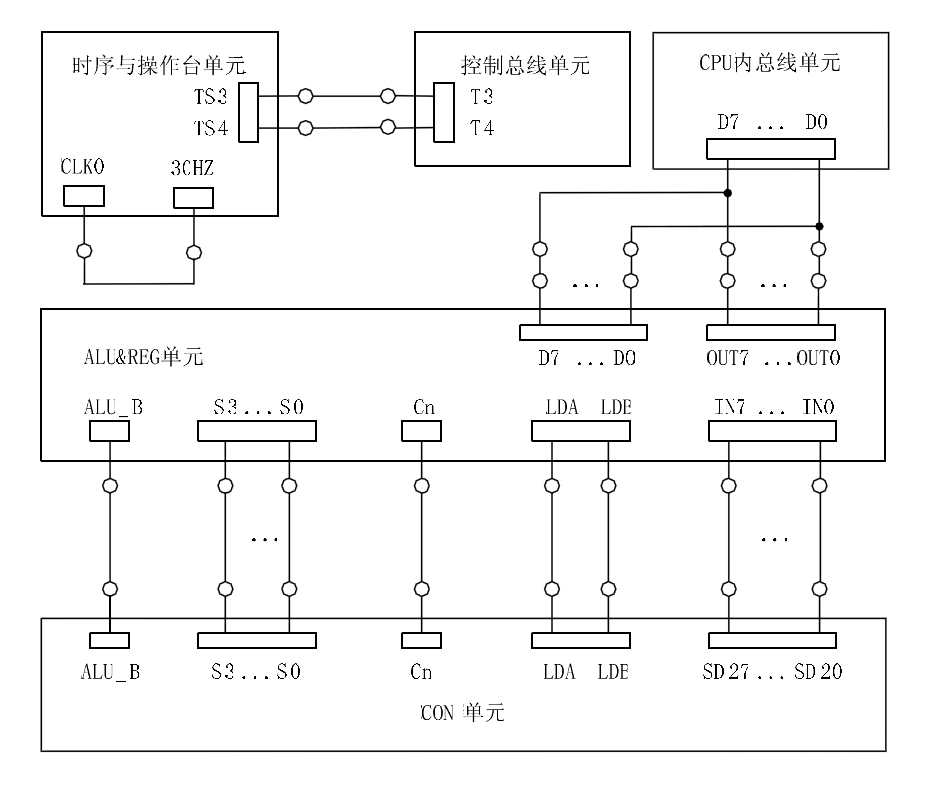 时序与操作台单元
TS3
TS4
CLK0
3CHZ
控制总线单元
T3
T4
CPU内总线单元
D7 ... D0
...
...
D7 ...D0
OUT7 ...OUT0
ALU&REG单元
ALU_B
S3...S0
Cn
LDA LDB
IN7 ... IN0
...
...
ALU_B
S3...S0
Cn
LDA LDB
SD27 ... SD20
CON 单元